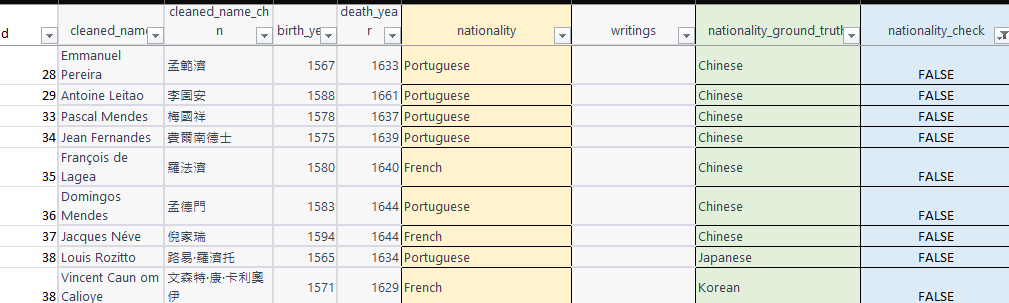 d cleaned_name cleaned_name_ch
n birth_ye death_yea
r nationality writings nationality_ground_truth nationality_check
28 Emmanuel
Pereira 孟範濟 1567 1633 Portuguese Chinese FALSE
29 Antoine Leitao 1588 1661 Portuguese Chinese FALSE
33 Pascal Mendes 梅國祥 1578 1637 Portuguese Chinese FALSE
34 Jean Fernandes 費爾南德士 1575 1639 Portuguese Chinese FALSE
35 François de
Lagea 羅法濟 1580 1640 French Chinese FALSE
36 Domingos
Mendes 孟德門 1583 1644 Portuguese Chinese FALSE
37 Jacques Néve 倪家瑞 1594 1644 French Chinese FALSE
38 Louis Rozitto 路易·羅濟托 1565 1634 Portuguese Japanese FALSE
38 Vincent Caun om
Calioye 文森特·康·卡利奧
伊 1571 1629 French Korean FALSE